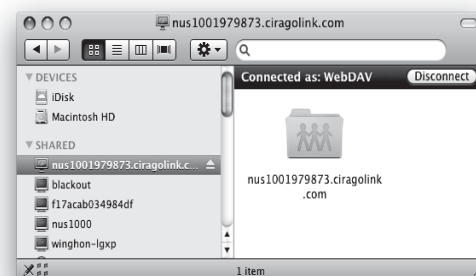 nus1001979873.ciragolink.com
Connected as: WebDAV
Disconnect
DEVICES
iDisk
Macintosh HD
SHARED
nus1001979873.ciragolink.c...
blackout
f17acab034984df
nus1000
winghon-lgxp
nus1001979873.ciragolink
.com
1 item